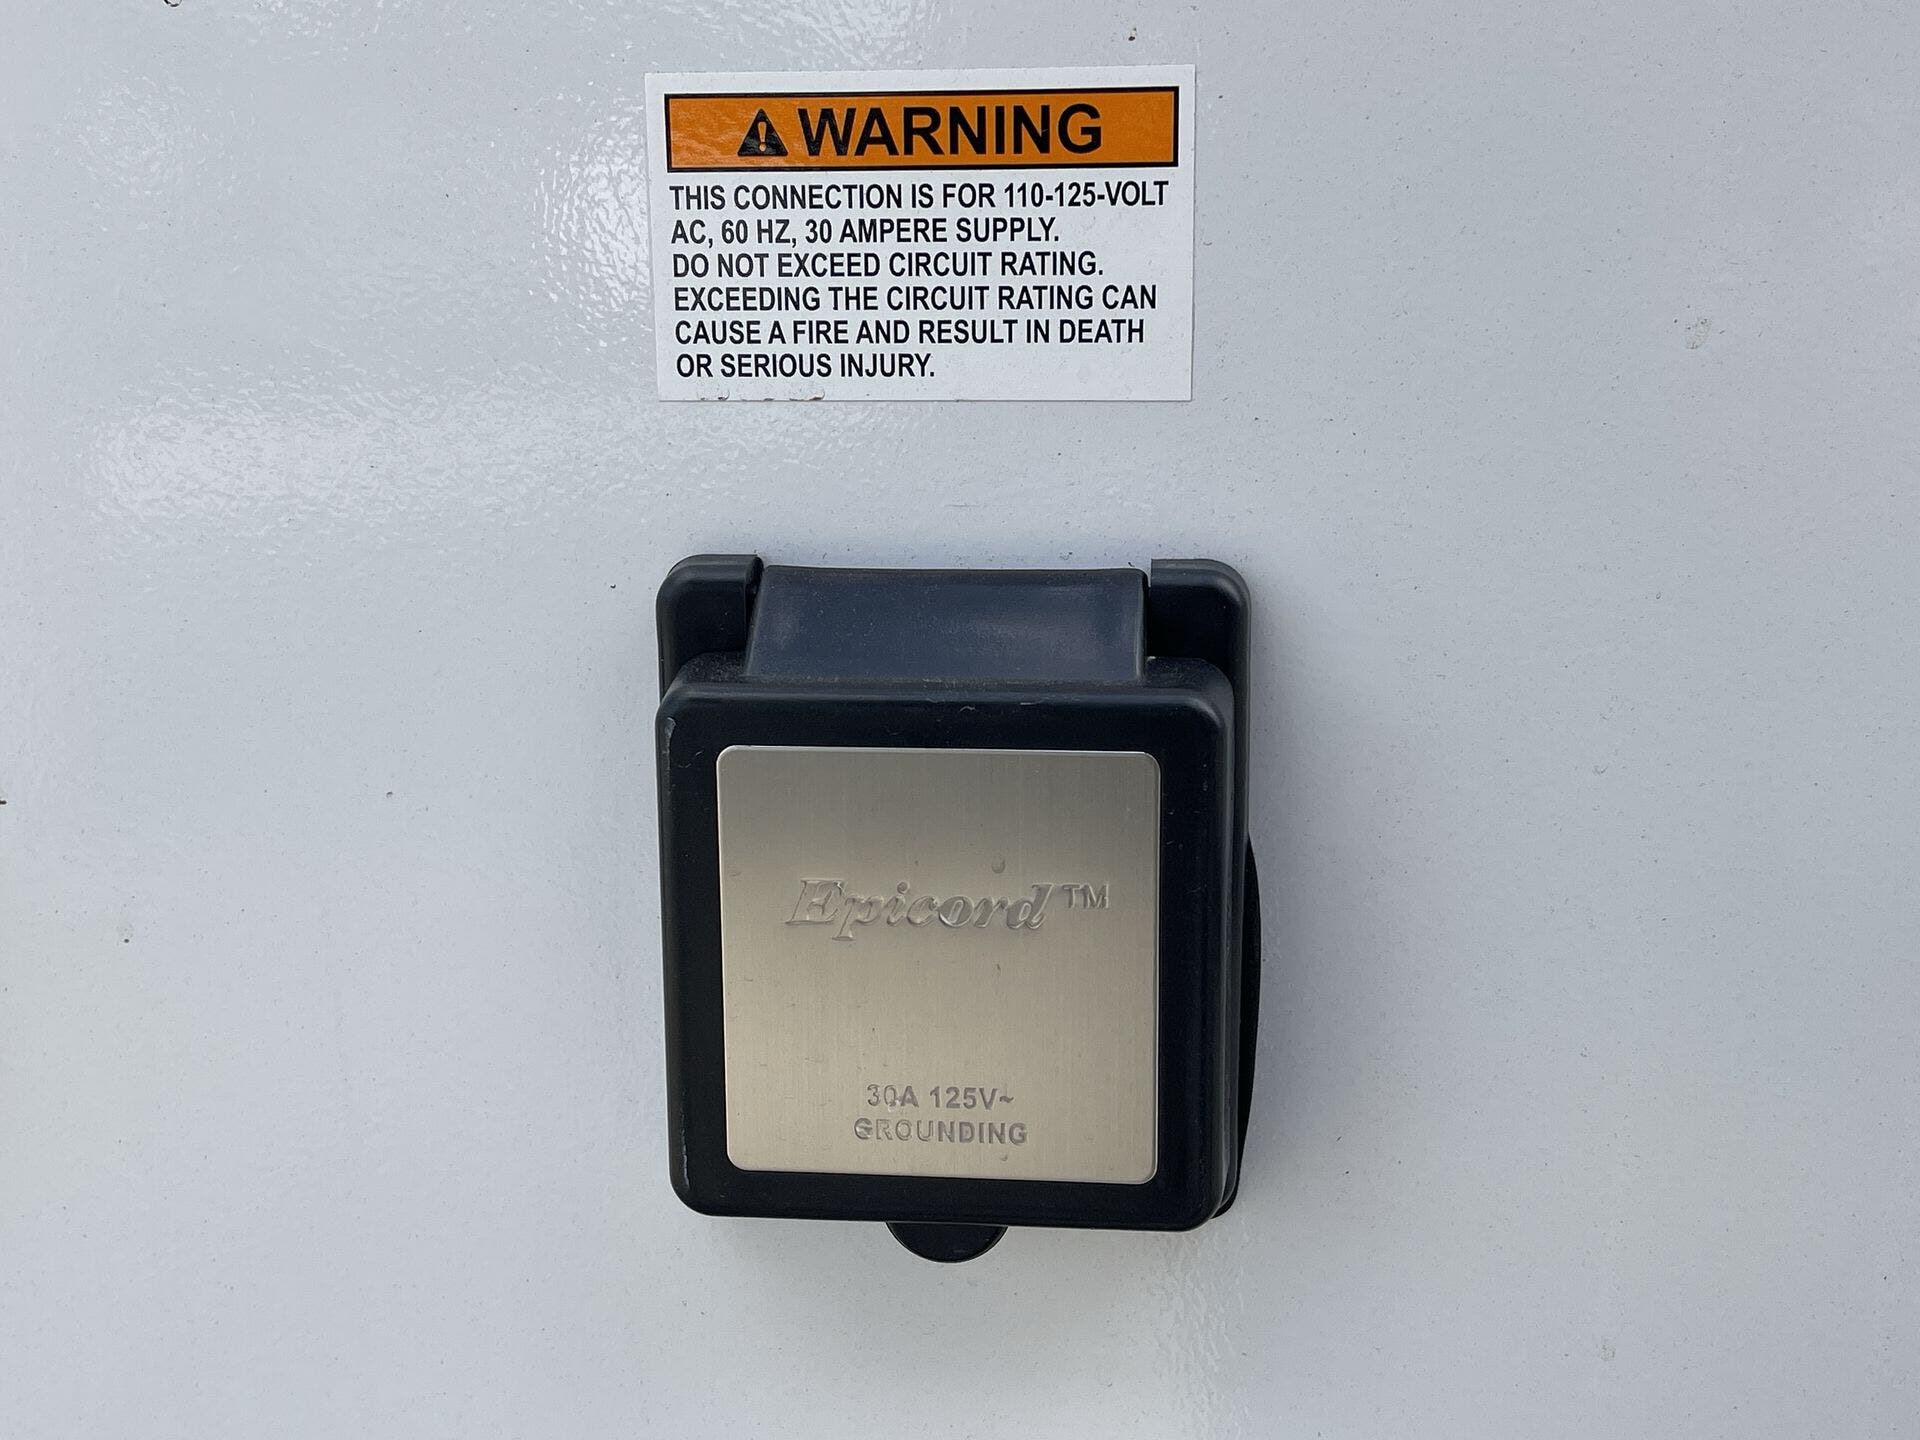 WARNING
THIS CONNECTION IS FOR 110-125-VOLT
AC, 60 HZ, 30 AMPERE SUPPLY.
DO NOT EXCEED CIRCUIT RATING.
EXCEEDING THE CIRCUIT RATING CAN
CAUSE A FIRE AND RESULT IN DEATH
OR SERIOUS INJURY.
Epicord™
30A 125V~
GROUNDING